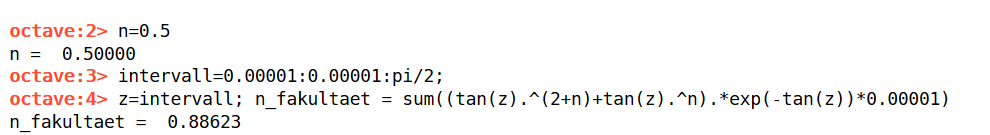 octave:2> n=0.5
n =  0.50000
octave:3> intervall=0.00001:0.00001:pi/2;
octave:4> z=intervall; n_fakultaet = sum((tan(z).^(2+n)+tan(z).^n).*exp(-tan(z))*0.00001)
n_fakultaet =  0.88623